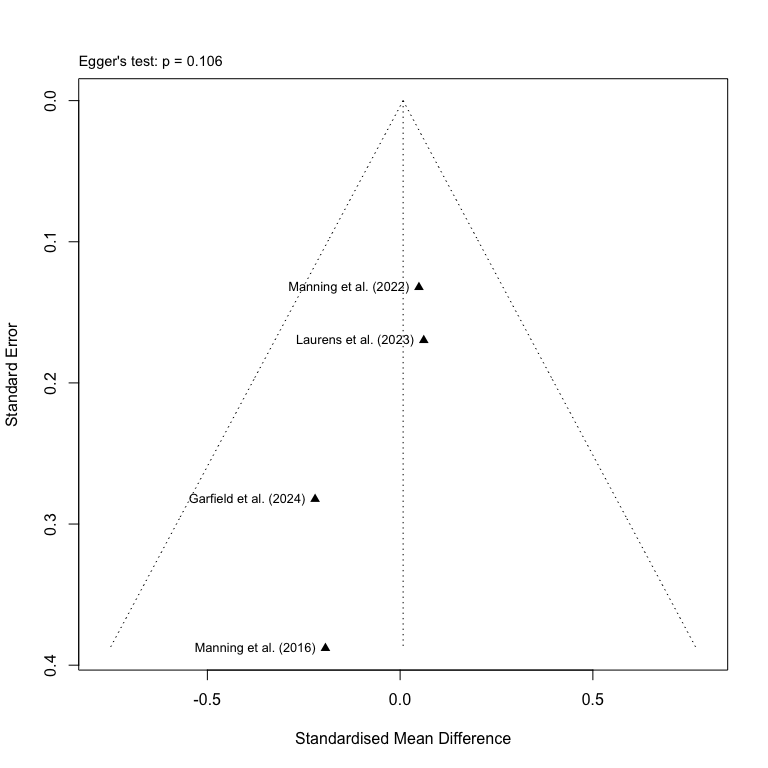 Egger's test: p = 0.106
0.0
0.1
Manning et al. (2022)
Laurens et al. (2023)
Standard Error
0.2
Garfield et al. (2024)
0.3
Manning et al. (2016)
0.4
-0.5
0.0
0.5
Standardised Mean Difference